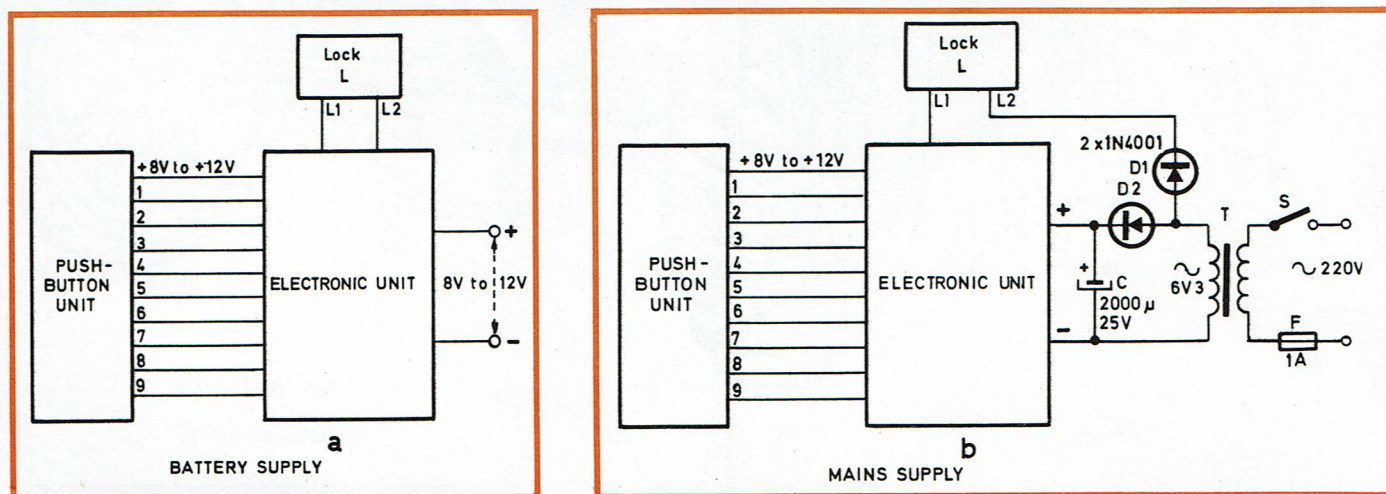 Lock
L
L1 L2
+8V to +12V
1
2
3
4
5
6
7
8
9
PUSH-
BUTTON
UNIT
ELECTRONIC UNIT
+
8V to 12V
-
a
BATTERY SUPPLY
Lock
L
L1 L2
2 x 1N4001
D1
D2
+8V to +12V
1
2
3
4
5
6
7
8
9
PUSH-
BUTTON
UNIT
ELECTRONIC UNIT
+
-
+
C
2000 μ
25V
T
S
~
6V3
~ 220V
F
1A
b
MAINS SUPPLY